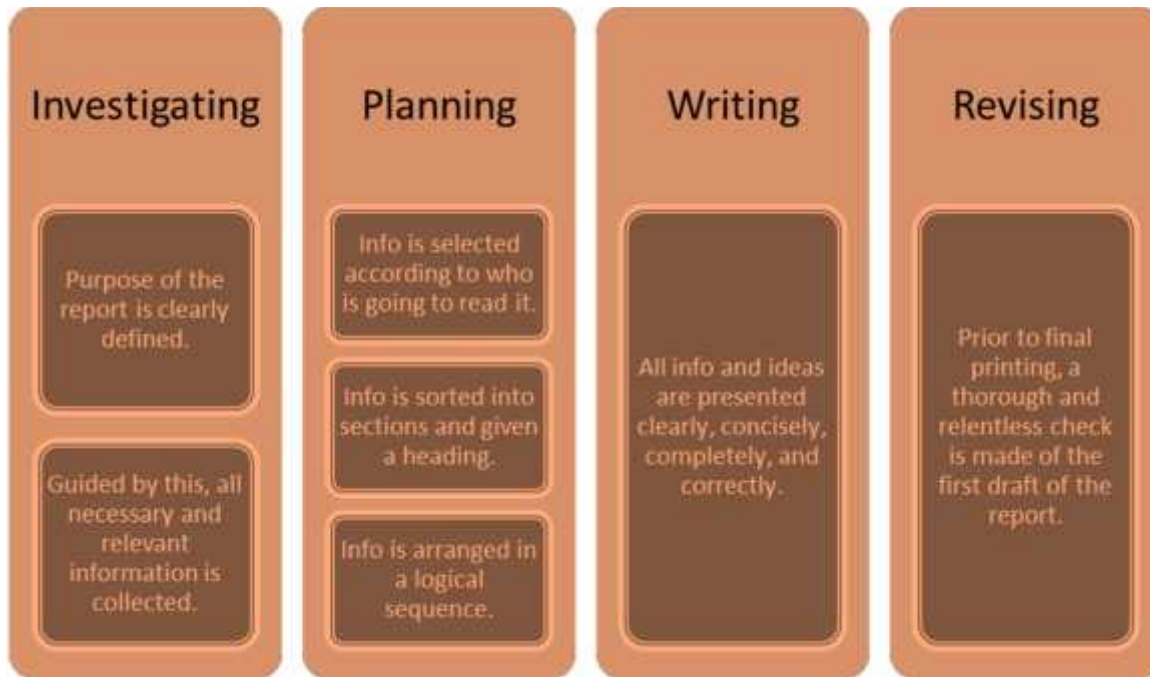 Investigating
Purpose of the
report is clearly
defined.
Guided by this, all
necessary and
relevant
information is
collected.
Planning
Info is selected
according to who
is going to read it.
Info is sorted into
sections and given
a heading.
Info is arranged in
a logical
sequence.
Writing
All info and ideas
are presented
clearly, concisely,
completely, and
correctly.
Revising
Prior to final
printing, a
thorough and
relentless check
is made of the
first draft of the
report.